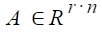 A ∈ R^{r · n}